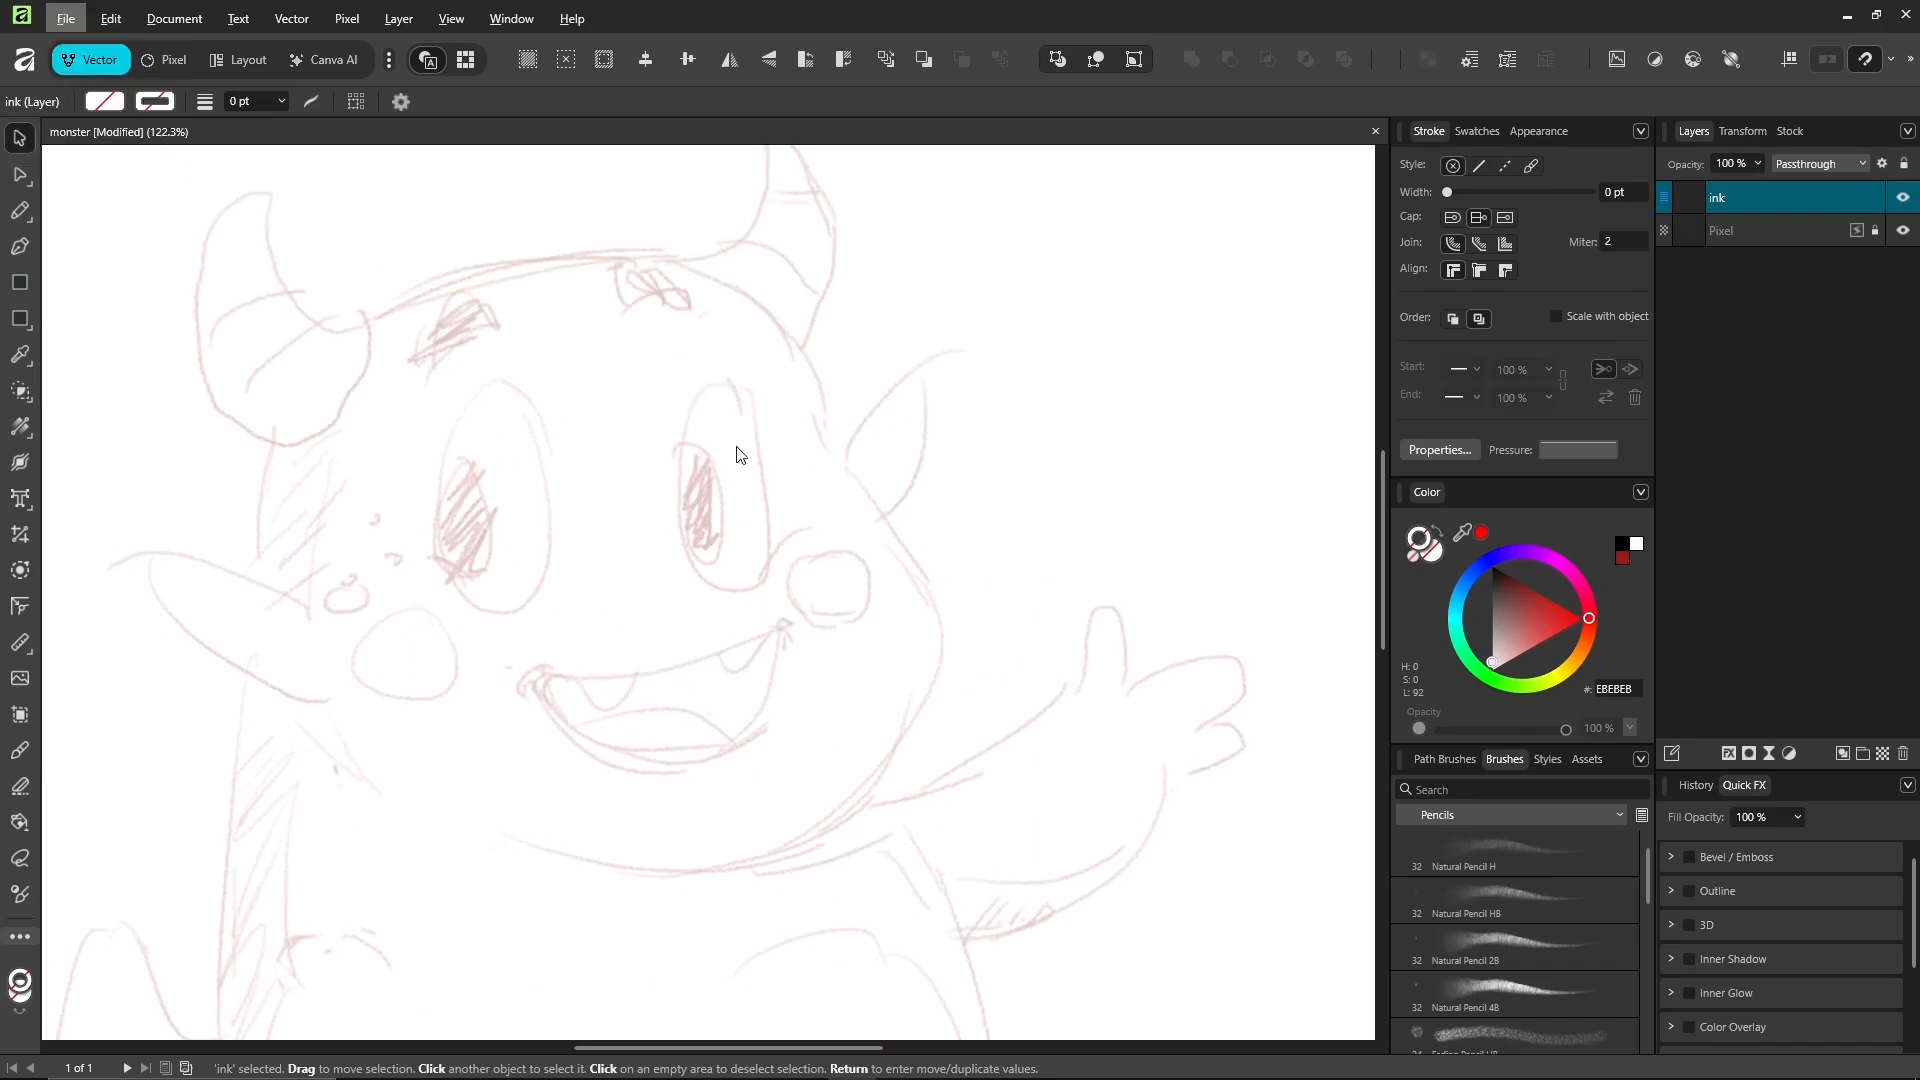 File Edit Document Text Vector Pixel Layer View Window Help
Vector Pixel Layout Canva AI
ink (Layer) 0 pt
monster [Modified] (122.3%)
Stroke Swatches Appearance
Style:
Width: 0 pt
Cap:
Join: Miter: 2
Align:
Order: Scale with object
Start: 100 %
End: 100 %
Properties... Pressure:
Color
H: 0
S: 0
L: 92
#: EBEBEB
Opacity
100 %
Path Brushes Brushes Styles Assets
Search
Pencils
32 Natural Pencil H
32 Natural Pencil HB
32 Natural Pencil 2B
32 Natural Pencil 4B
Layers Transform Stock
Opacity: 100 % Passthrough
ink
Pixel
History Quick FX
Fill Opacity: 100 %
Bevel / Emboss
Outline
3D
Inner Shadow
Inner Glow
Color Overlay
1 of 1 'ink' selected. Drag to move selection. Click another object to select it. Click on an empty area to deselect selection. Return to enter move/duplicate values.